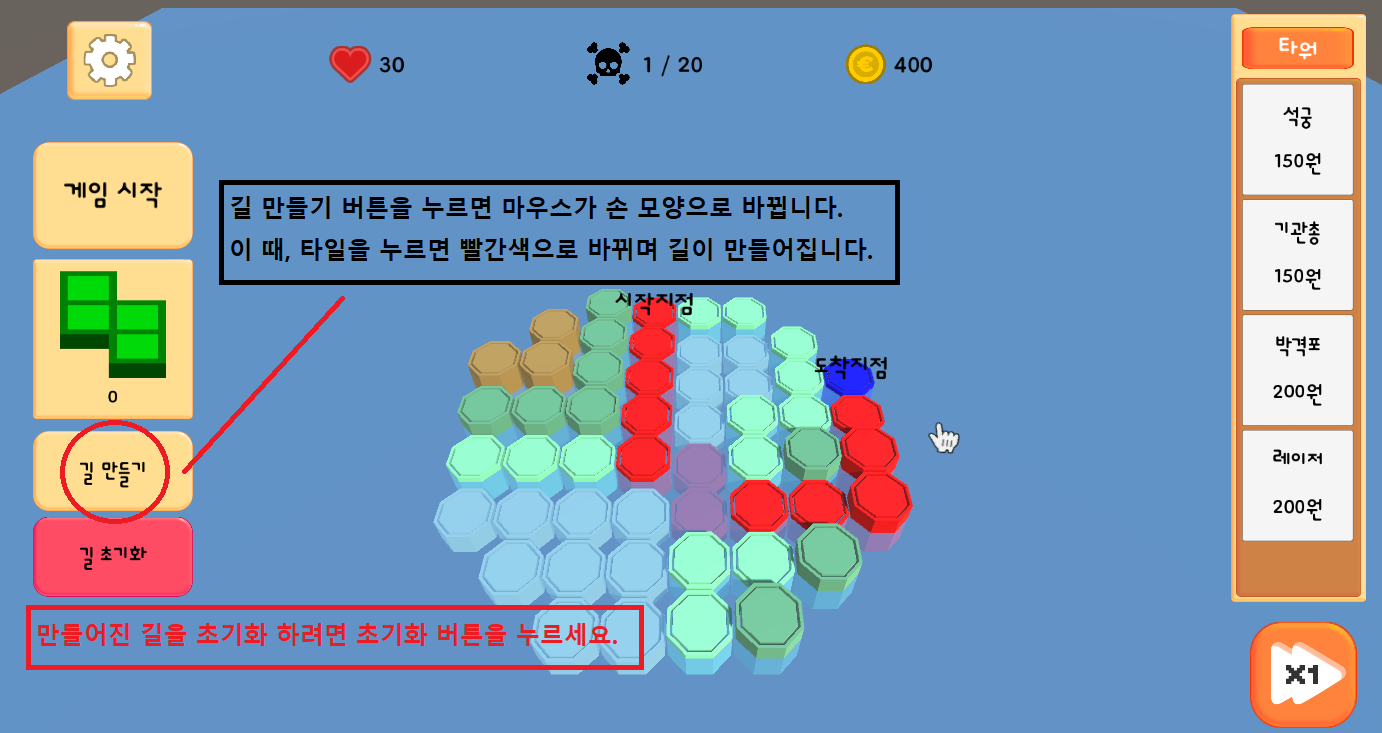 30
1 / 20
400
타워
게임 시작
석궁
150원
길 만들기 버튼을 누르면 마우스가 손 모양으로 바뀝니다.
이 때, 타일을 누르면 빨간색으로 바뀌며 길이 만들어집니다.
기관총
150원
시작지점
도착지점
박격포
200원
0
길 만들기
레이저
200원
길 초기화
만들어진 길을 초기화 하려면 초기화 버튼을 누르세요.
X1